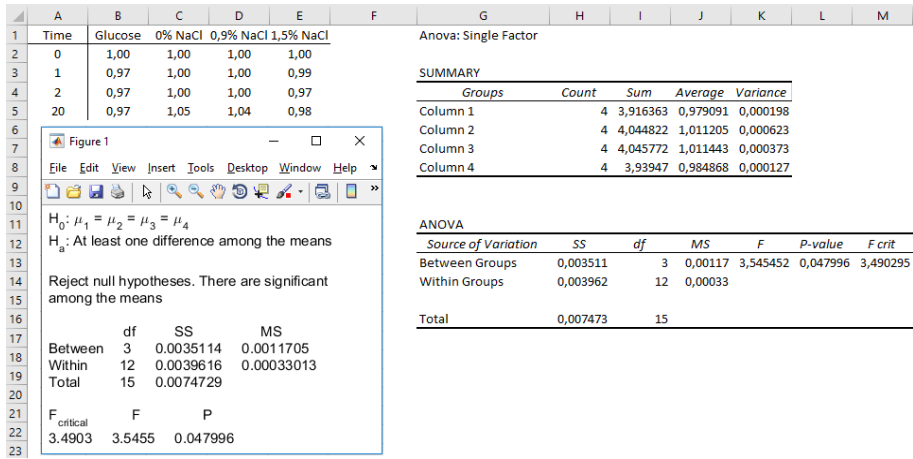 A B C D E F G H I J K L M
1 Time Glucose 0% NaCl 0,9% NaCl 1,5% NaCl Anova: Single Factor
2 0 1,00 1,00 1,00 1,00
3 1 0,97 1,00 1,00 0,99 SUMMARY
4 2 0,97 1,00 1,00 0,97 Groups Count Sum Average Variance
5 20 0,97 1,05 1,04 0,98 Column 1 4 3,916363 0,979091 0,000198
6 Column 2 4 4,044822 1,011205 0,000623
7 Column 3 4 4,045772 1,011443 0,000373
8 Column 4 4 3,93947 0,984868 0,000127
9
10
11 ANOVA
12 Source of Variation SS df MS F P-value F crit
13 Between Groups 0,003511 3 0,00117 3,545452 0,047996 3,490295
14 Within Groups 0,003962 12 0,00033
15
16 Total 0,007473 15
17
18
19
20
21
22
23
Figure 1
File Edit View Insert Tools Desktop Window Help
H0: μ1 = μ2 = μ3 = μ4
Ha: At least one difference among the means
Reject null hypotheses. There are significant
among the means
df SS MS
Between 3 0.0035114 0.0011705
Within 12 0.0039616 0.00033013
Total 15 0.0074729
Fcritical F P
3.4903 3.5455 0.047996